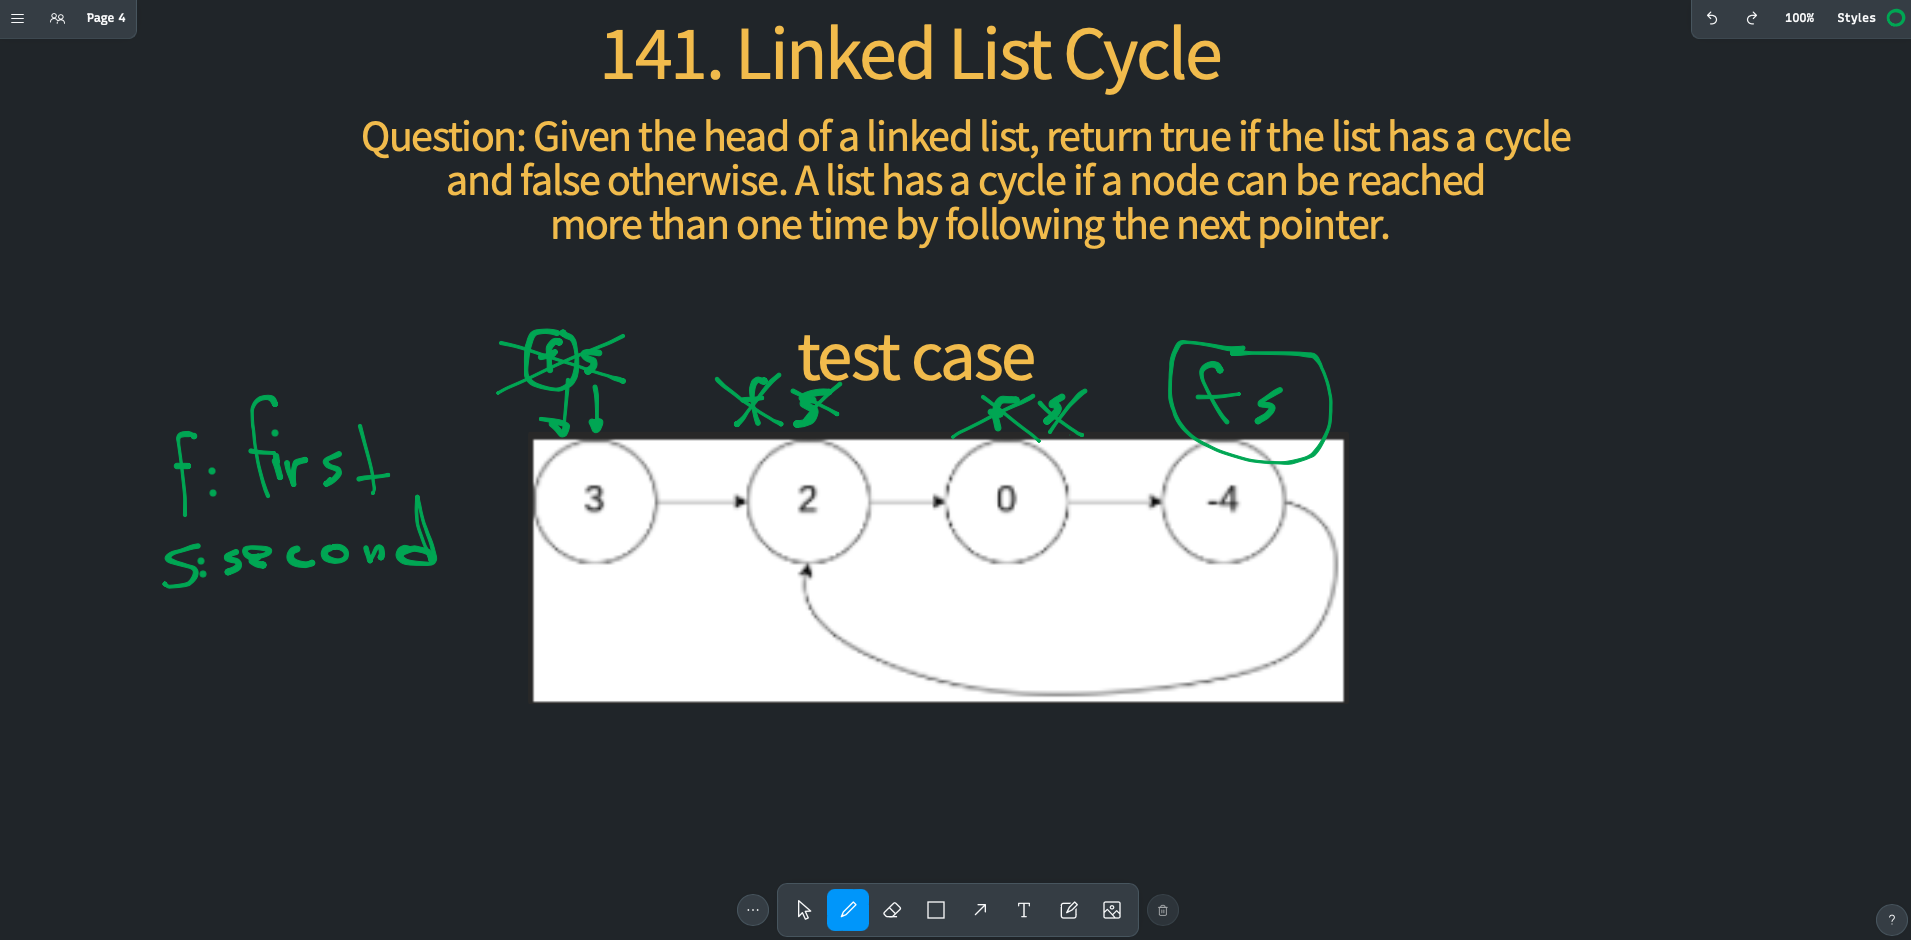 Page 4
100% Styles
141. Linked List Cycle
Question: Given the head of a linked list, return true if the list has a cycle
and false otherwise. A list has a cycle if a node can be reached
more than one time by following the next pointer.
test case
f s
f s
f s
f s
f: first
s: second
3 2 0 -4
T
?